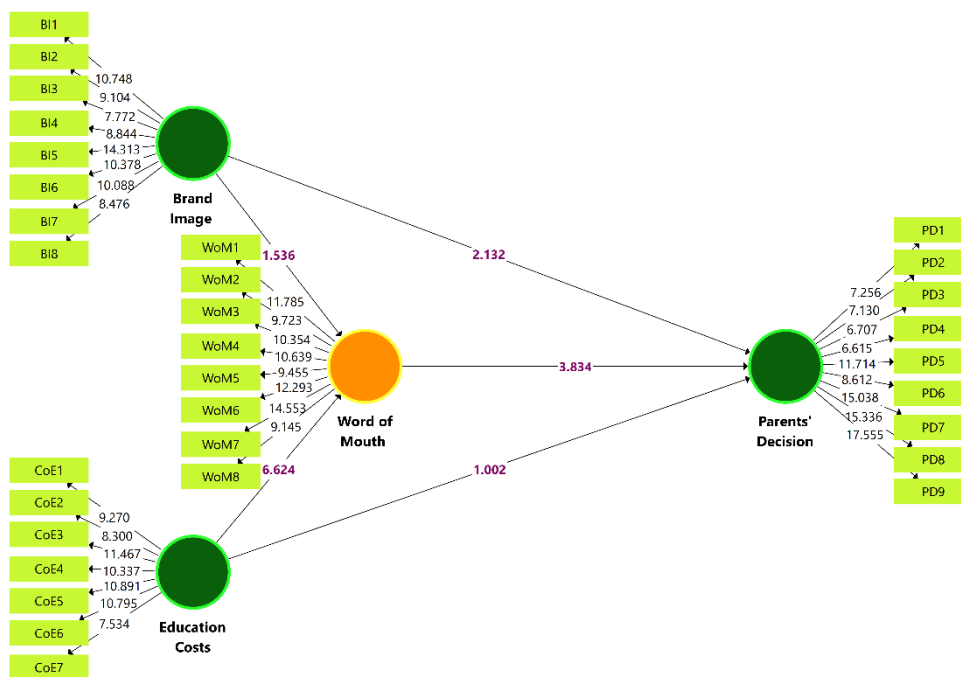 BI1
BI2
BI3
BI4
BI5
BI6
BI7
BI8
10.748
9.104
7.772
8.844
14.313
10.378
10.088
8.476
Brand
Image
1.536
2.132
WoM1
WoM2
WoM3
WoM4
WoM5
WoM6
WoM7
WoM8
11.785
9.723
10.354
10.639
9.455
12.293
14.553
9.145
Word of
Mouth
3.834
6.624
1.002
CoE1
CoE2
CoE3
CoE4
CoE5
CoE6
CoE7
9.270
8.300
11.467
10.337
10.891
10.795
7.534
Education
Costs
PD1
PD2
PD3
PD4
PD5
PD6
PD7
PD8
PD9
7.256
7.130
6.707
6.615
11.714
8.612
15.038
15.336
17.555
Parents'
Decision